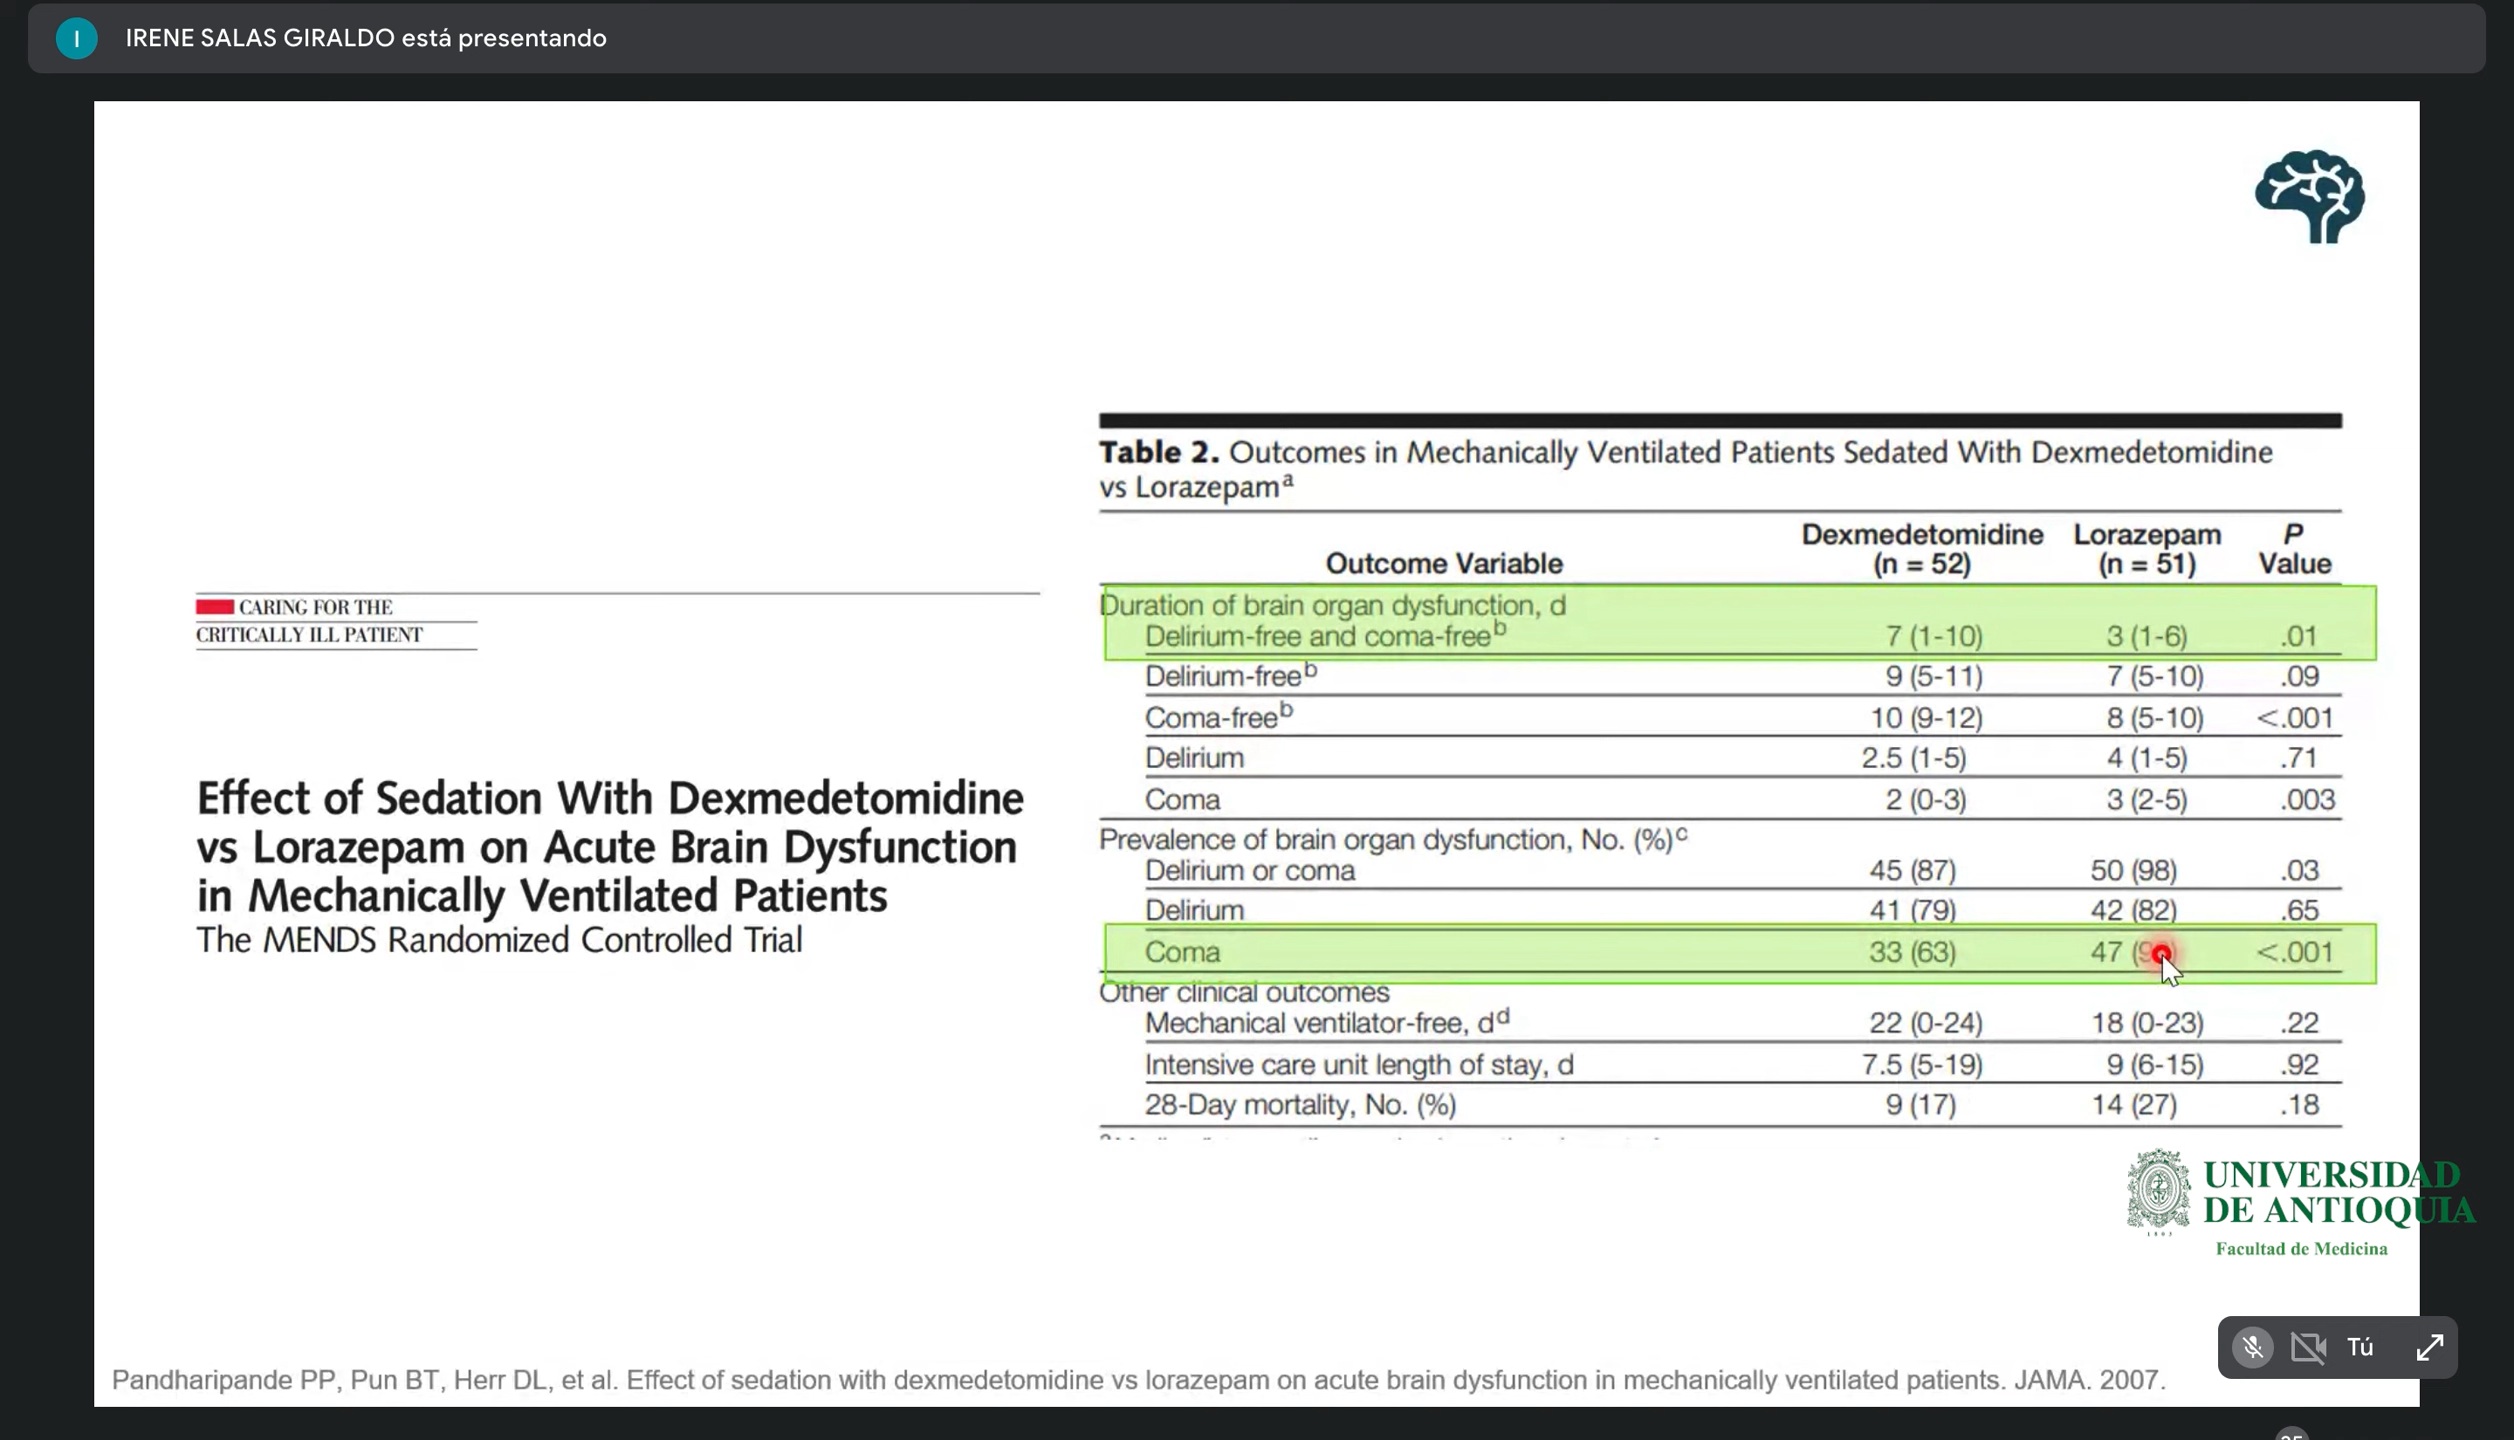 I
IRENE SALAS GIRALDO está presentando
CARING FOR THE
CRITICALLY ILL PATIENT
Effect of Sedation With Dexmedetomidine
vs Lorazepam on Acute Brain Dysfunction
in Mechanically Ventilated Patients
The MENDS Randomized Controlled Trial
Table 2. Outcomes in Mechanically Ventilated Patients Sedated With Dexmedetomidine
vs Lorazepamᵃ
Outcome Variable Dexmedetomidine (n = 52) Lorazepam (n = 51) P Value
Duration of brain organ dysfunction, d
Delirium-free and coma-freeᵇ 7 (1-10) 3 (1-6) .01
Delirium-freeᵇ 9 (5-11) 7 (5-10) .09
Coma-freeᵇ 10 (9-12) 8 (5-10) <.001
Delirium 2.5 (1-5) 4 (1-5) .71
Coma 2 (0-3) 3 (2-5) .003
Prevalence of brain organ dysfunction, No. (%)ᶜ
Delirium or coma 45 (87) 50 (98) .03
Delirium 41 (79) 42 (82) .65
Coma 33 (63) 47 <.001
Other clinical outcomes
Mechanical ventilator-free, dᵈ 22 (0-24) 18 (0-23) .22
Intensive care unit length of stay, d 7.5 (5-19) 9 (6-15) .92
28-Day mortality, No. (%) 9 (17) 14 (27) .18
UNIVERSIDAD
DE ANTIOQUIA
1803
Facultad de Medicina
Tú
Pandharipande PP, Pun BT, Herr DL, et al. Effect of sedation with dexmedetomidine vs lorazepam on acute brain dysfunction in mechanically ventilated patients. JAMA. 2007.